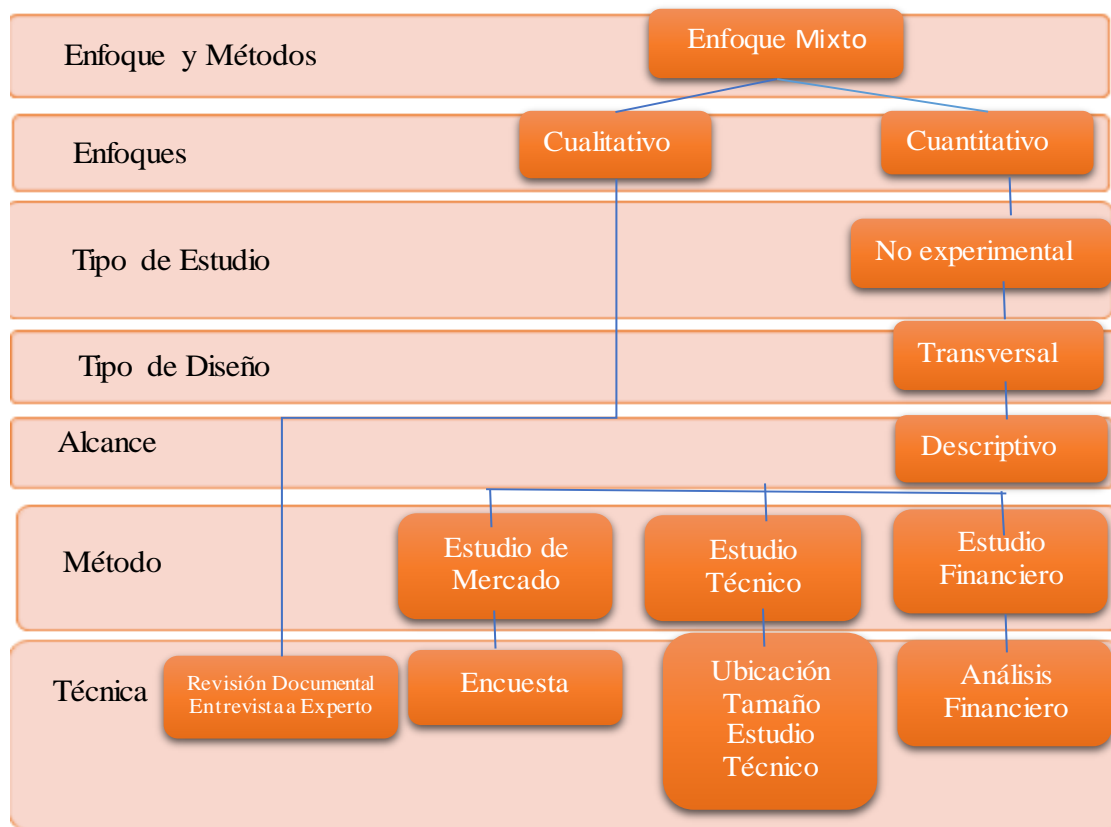 Enfoque y Métodos
Enfoque Mixto
Enfoques
Cualitativo
Cuantitativo
Tipo de Estudio
No experimental
Tipo de Diseño
Transversal
Alcance
Descriptivo
Método
Estudio de
Mercado
Estudio
Técnico
Estudio
Financiero
Técnica
Revisión Documental
Entrevista a Experto
Encuesta
Ubicación
Tamaño
Estudio
Técnico
Análisis
Financiero